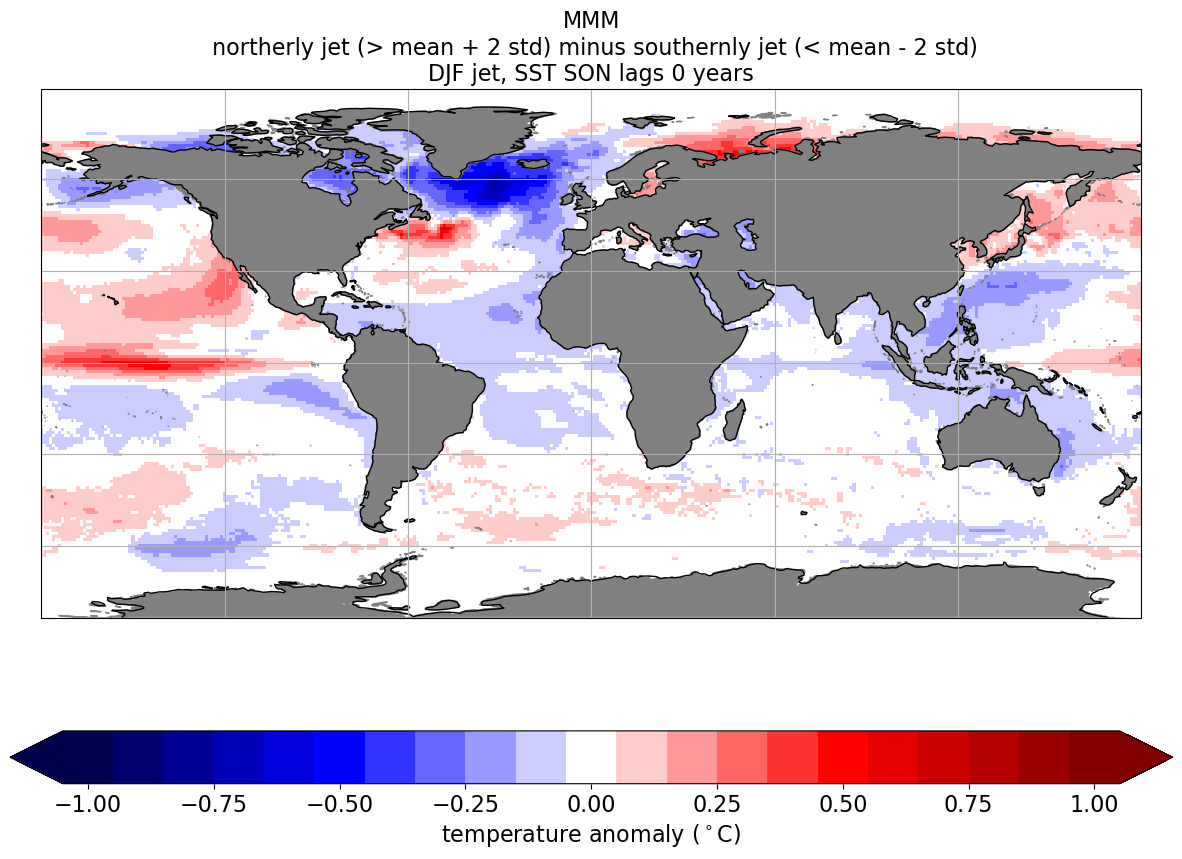 MMM
northerly jet (> mean + 2 std) minus southernly jet (< mean - 2 std)
DJF jet, SST SON lags 0 years
−1.00 −0.75 −0.50 −0.25 0.00 0.25 0.50 0.75 1.00
temperature anomaly (°C)